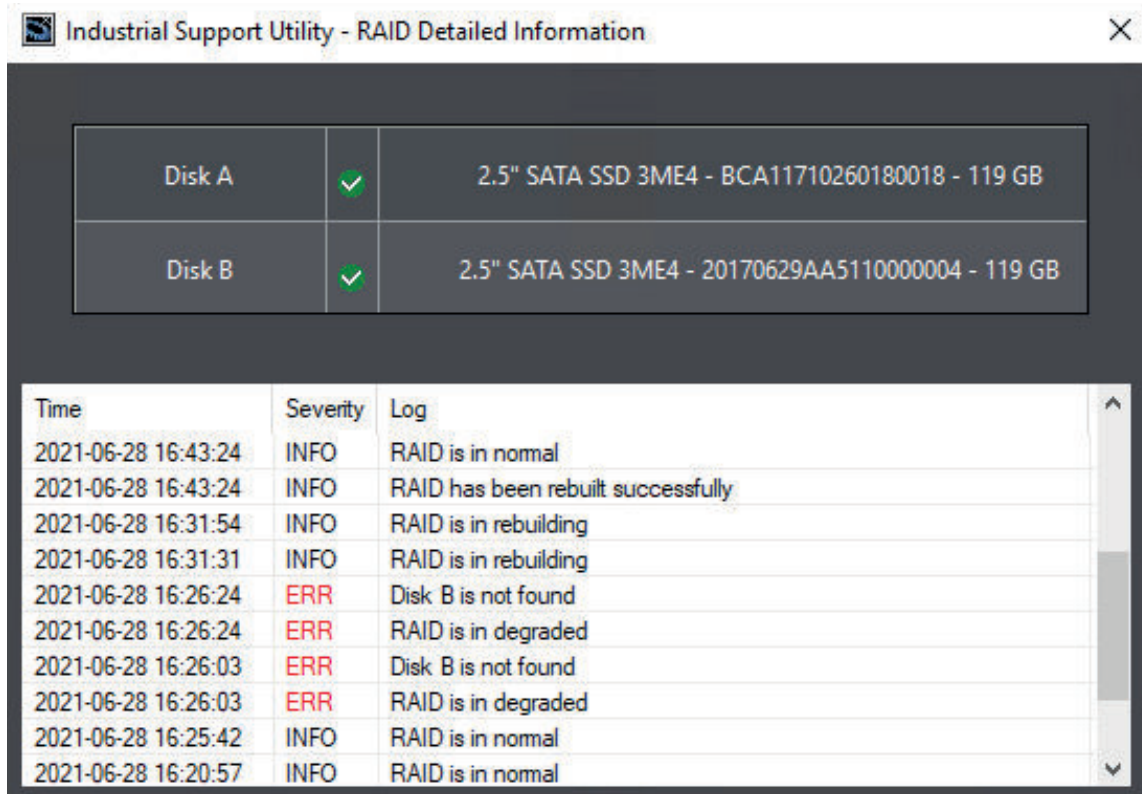 Industrial Support Utility - RAID Detailed Information
Disk A 2.5" SATA SSD 3ME4 - BCA11710260180018 - 119 GB
Disk B 2.5" SATA SSD 3ME4 - 20170629AA5110000004 - 119 GB
Time Severity Log
2021-06-28 16:43:24 INFO RAID is in normal
2021-06-28 16:43:24 INFO RAID has been rebuilt successfully
2021-06-28 16:31:54 INFO RAID is in rebuilding
2021-06-28 16:31:31 INFO RAID is in rebuilding
2021-06-28 16:26:24 ERR Disk B is not found
2021-06-28 16:26:24 ERR RAID is in degraded
2021-06-28 16:26:03 ERR Disk B is not found
2021-06-28 16:26:03 ERR RAID is in degraded
2021-06-28 16:25:42 INFO RAID is in normal
2021-06-28 16:20:57 INFO RAID is in normal